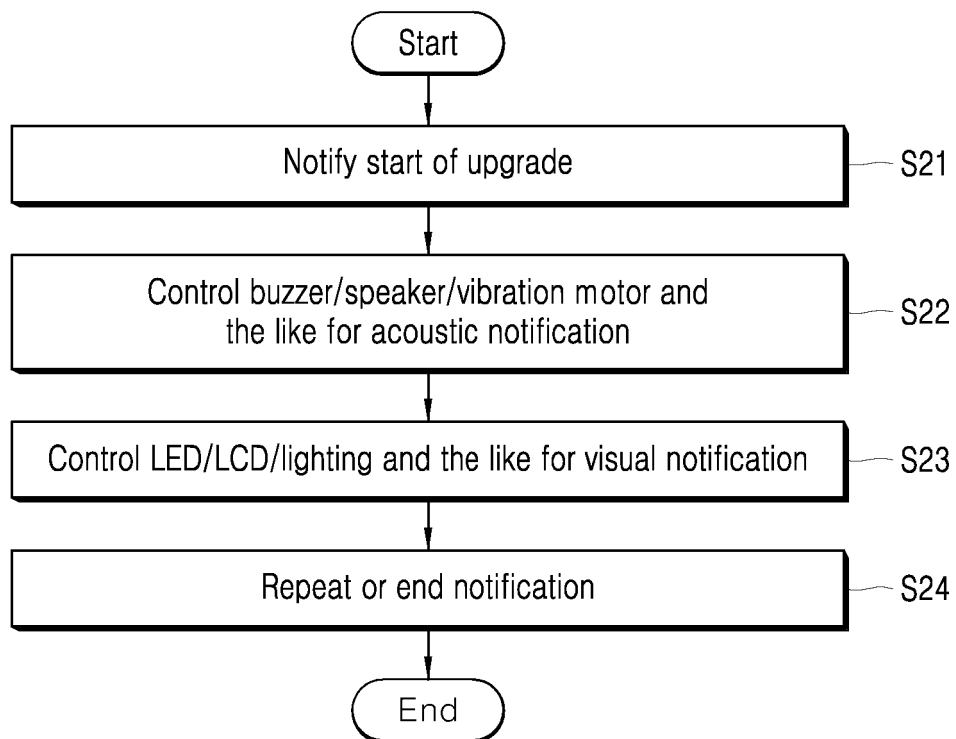 Start
Notify start of upgrade
S21
Control buzzer/speaker/vibration motor and
the like for acoustic notification
S22
Control LED/LCD/lighting and the like for visual notification
S23
Repeat or end notification
S24
End